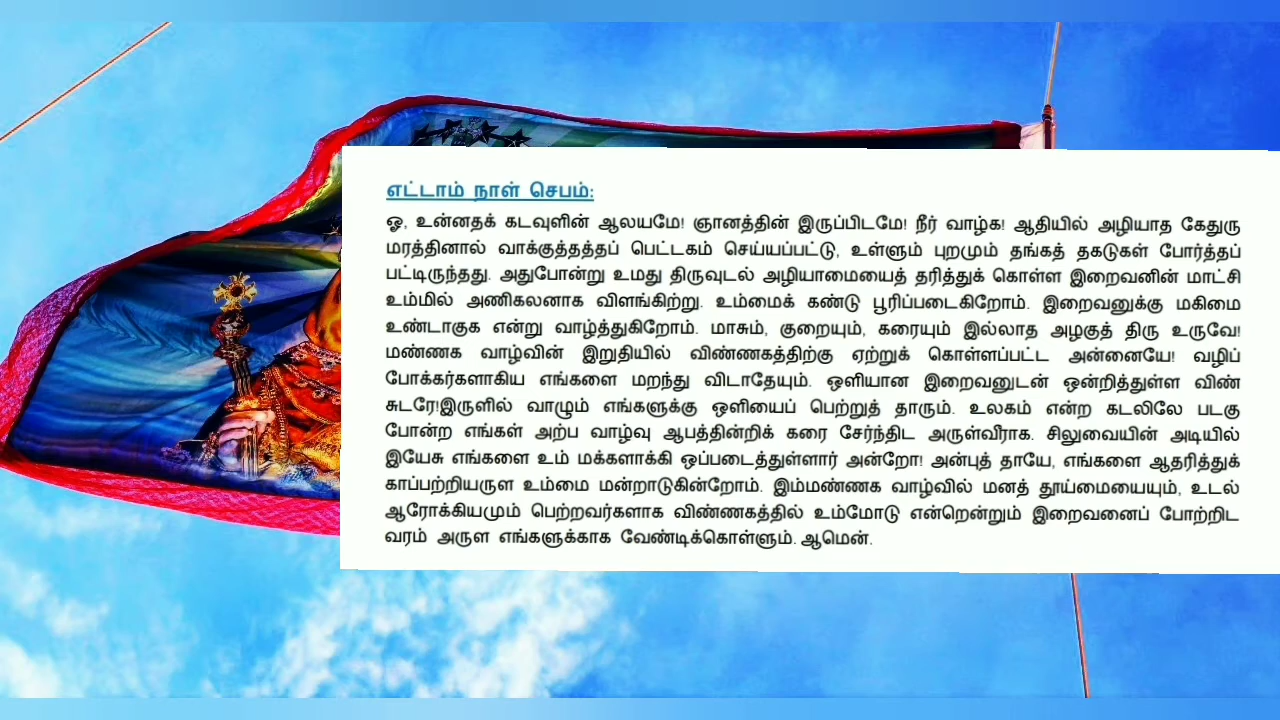 எட்டாம் நாள் செபம்:
ஓ, உன்னதக் கடவுளின் ஆலயமே! ஞானத்தின் இருப்பிடமே! நீர் வாழ்க! ஆதியில் அழியாத கேதுரு
மரத்தினால் வாக்குத்தத்தப் பெட்டகம் செய்யப்பட்டு, உள்ளும் புறமும் தங்கத் தகடுகள் போர்த்தப்
பட்டிருந்தது. அதுபோன்று உமது திருவுடல் அழியாமையைத் தரித்துக் கொள்ள இறைவனின் மாட்சி
உம்மில் அணிகலனாக விளங்கிற்று. உம்மைக் கண்டு பூரிப்படைகிறோம். இறைவனுக்கு மகிமை
உண்டாகுக என்று வாழ்த்துகிறோம். மாசும், குறையும், கரையும் இல்லாத அழகுத் திரு உருவே!
மண்ணக வாழ்வின் இறுதியில் விண்ணகத்திற்கு ஏற்றுக் கொள்ளப்பட்ட அன்னையே! வழிப்
போக்கர்களாகிய எங்களை மறந்து விடாதேயும். ஒளியான இறைவனுடன் ஒன்றித்துள்ள விண்
சுடரே!இருளில் வாழும் எங்களுக்கு ஒளியைப் பெற்றுத் தாரும். உலகம் என்ற கடலிலே படகு
போன்ற எங்கள் அற்ப வாழ்வு ஆபத்தின்றிக் கரை சேர்ந்திட அருள்வீராக. சிலுவையின் அடியில்
இயேசு எங்களை உம் மக்களாக்கி ஒப்படைத்துள்ளார் அன்றோ! அன்புத் தாயே, எங்களை ஆதரித்துக்
காப்பற்றியருள உம்மை மன்றாடுகின்றோம். இம்மண்ணக வாழ்வில் மனத் தூய்மையையும், உடல்
ஆரோக்கியமும் பெற்றவர்களாக விண்ணகத்தில் உம்மோடு என்றென்றும் இறைவனைப் போற்றிட
வரம் அருள எங்களுக்காக வேண்டிக்கொள்ளும். ஆமென்.